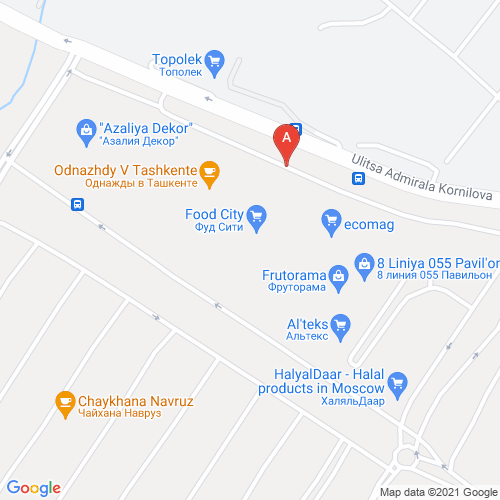 Topolek
Тополек
A
"Azaliya Dekor"
"Азалия Декор"
Ulitsa Admirala Kornilova
Odnazhdy V Tashkente
Однажды в Ташкенте
Food City
Фуд Сити
ecomag
8 Liniya 055 Pavil'on
8 линия 055 Павильон
Frutorama
Фруторама
Al'teks
Альтекс
HalyalDaar - Halal
products in Moscow
ХаляльДаар
Chaykhana Navruz
Чайхана Навруз
Google
Map data ©2021 Google